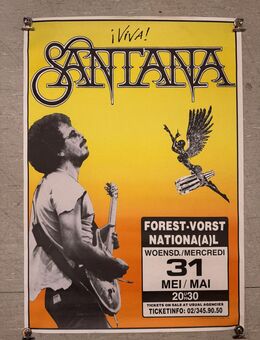 ¡ViVA!
SANTANA
FOREST-VORST
NATIONA(A)L
WOENSD./MERCREDI
31
MEI/MAI
20:30
TICKETS ON SALE AT USUAL AGENCIES
TICKETINFO: 02/345.90.50